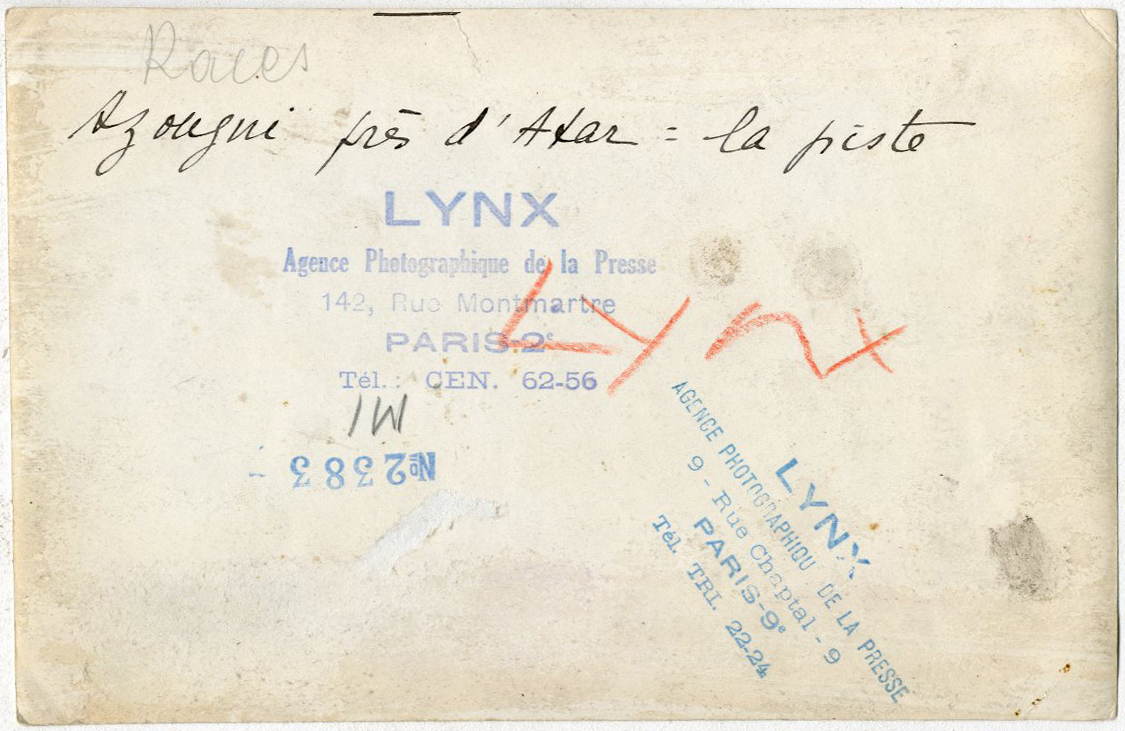 Races
Azougui près d'Atar = la piste
LYNX
Agence Photographique de la Presse
142, Rue Montmartre
PARIS-2e
Tél.: CEN. 62-56
Lynx
Nº 2383
LYNX
AGENCE PHOTOGRAPHIQU DE LA PRESSE
9 - Rue Chaptal - 9
PARIS-9e
Tél. TRI. 22-24